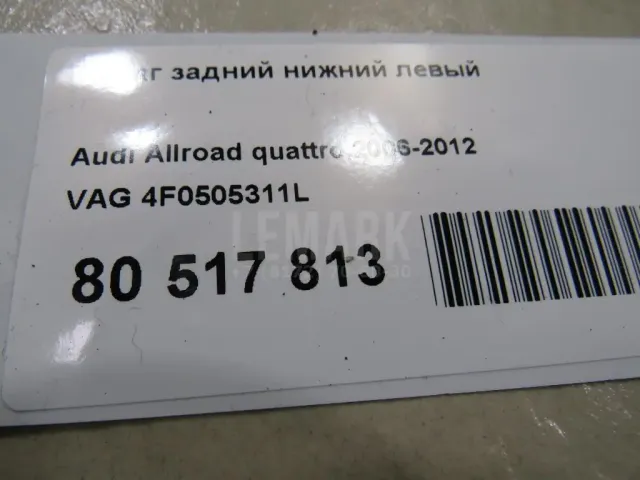 задний нижний левый
Audi Allroad quattro 2006-2012
VAG 4F0505311L
LEMARK
80 517 813